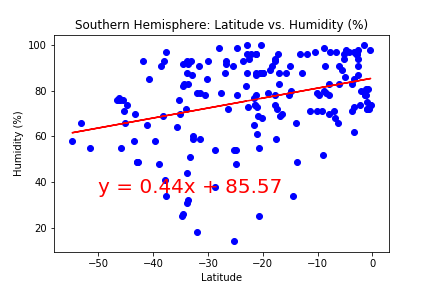 Southern Hemisphere: Latitude vs. Humidity (%)
100
80
60
40
20
Humidity (%)
y = 0.44x + 85.57
−50
−40
−30
−20
−10
0
Latitude